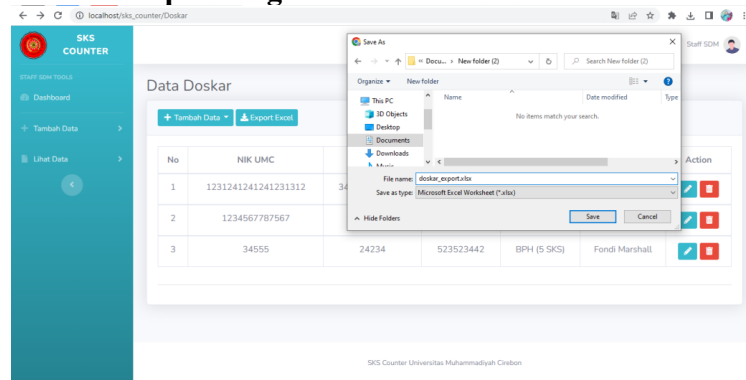 localhost/sks_counter/Doskar
SKS
COUNTER
STAFF SDM TOOLS
Dashboard
Tambah Data
Lihat Data
Staff SDM
Data Doskar
+ Tambah Data
Export Excel
No NIK UMC Action
1 1231241241241231312 34
2 1234567787567
3 34555 24234 523523442 BPH (5 SKS) Fondi Marshall
Save As
« Docu... › New folder (2)
Search New folder (2)
Organize New folder
This PC
3D Objects
Desktop
Documents
Downloads
Name Date modified Type
No items match your search.
File name: doskar_export.xlsx
Save as type: Microsoft Excel Worksheet (*.xlsx)
Hide Folders
Save Cancel
SKS Counter Universitas Muhammadiyah Cirebon